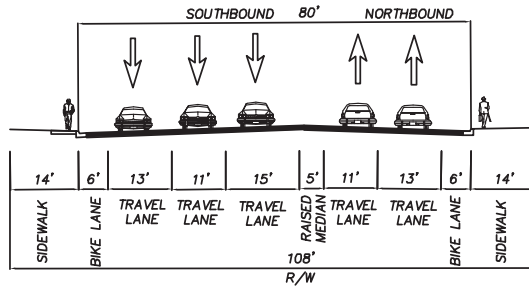 SOUTHBOUND 80' NORTHBOUND
14' 6' 13' 11' 15' 5' 11' 13' 6' 14'
SIDEWALK
BIKE LANE
TRAVEL
LANE
TRAVEL
LANE
TRAVEL
LANE
RAISED
MEDIAN
TRAVEL
LANE
TRAVEL
LANE
BIKE LANE
SIDEWALK
108'
R/W